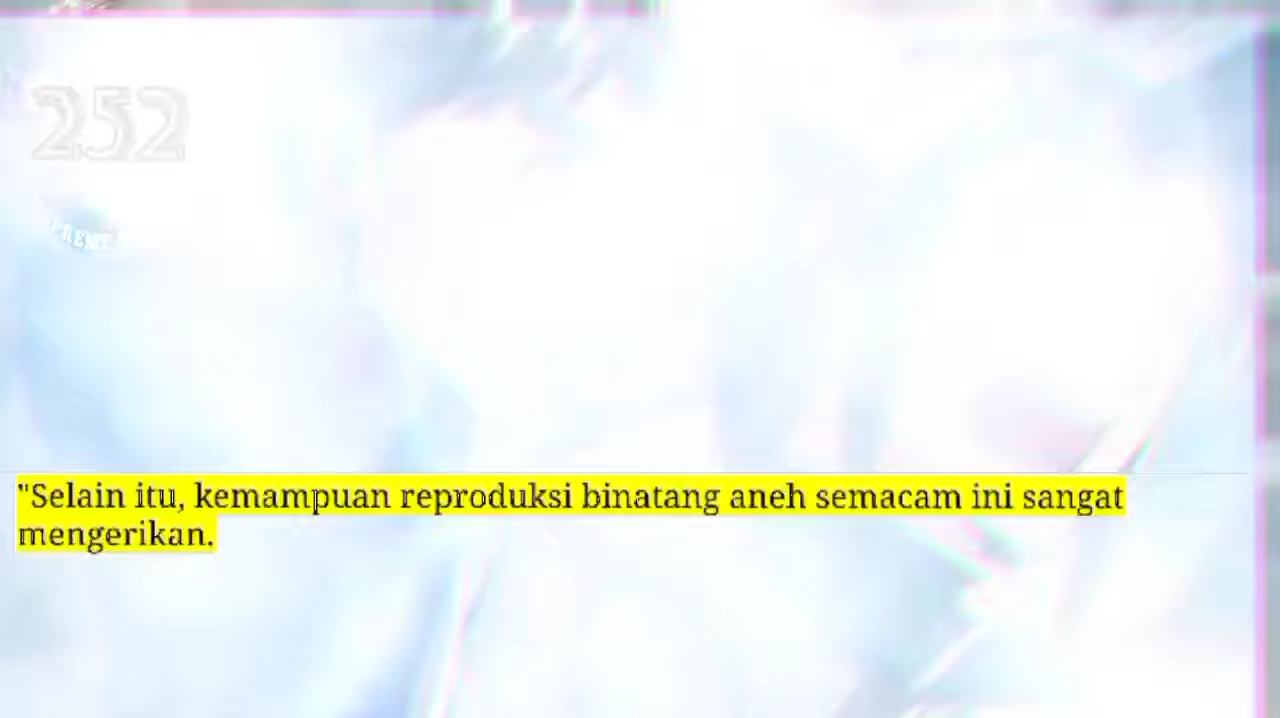 252
"Selain itu, kemampuan reproduksi binatang aneh semacam ini sangat
mengerikan.